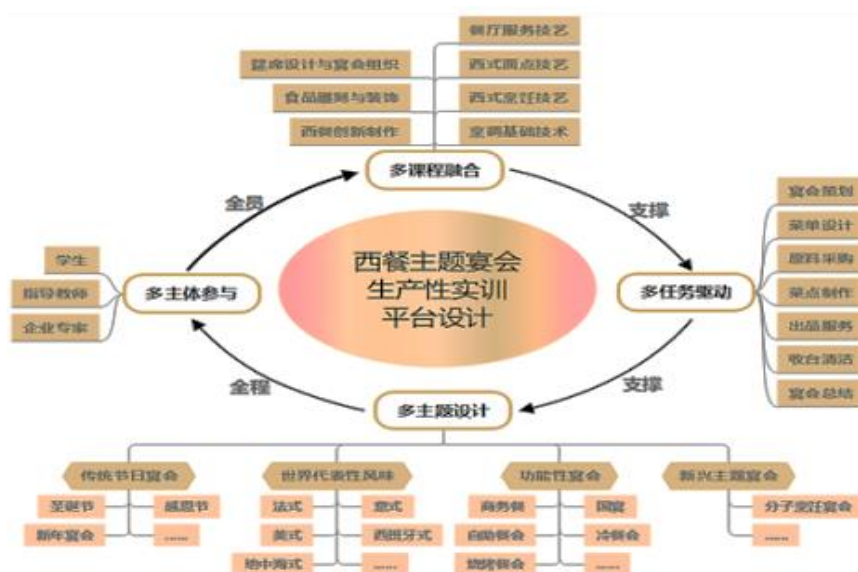 餐厅服务技艺
筵席设计与宴会组织
西式面点技艺
食品雕刻与装饰
西式烹饪技艺
西餐创新制作
烹调基础技术
多课程融合
全员
支撑
学生
指导教师
企业专家
多主体参与
西餐主题宴会
生产性实训
平台设计
多任务驱动
宴会策划
菜单设计
原料采购
菜点制作
出品服务
收台清洁
宴会总结
全程
支撑
多主题设计
传统节日宴会
世界代表性风味
功能性宴会
新兴主题宴会
圣诞节
感恩节
法式
意式
商务餐
国宴
分子烹饪宴会
新年宴会
……
美式
西班牙式
自助餐会
冷餐会
……
地中海式
……
烧烤餐会
……